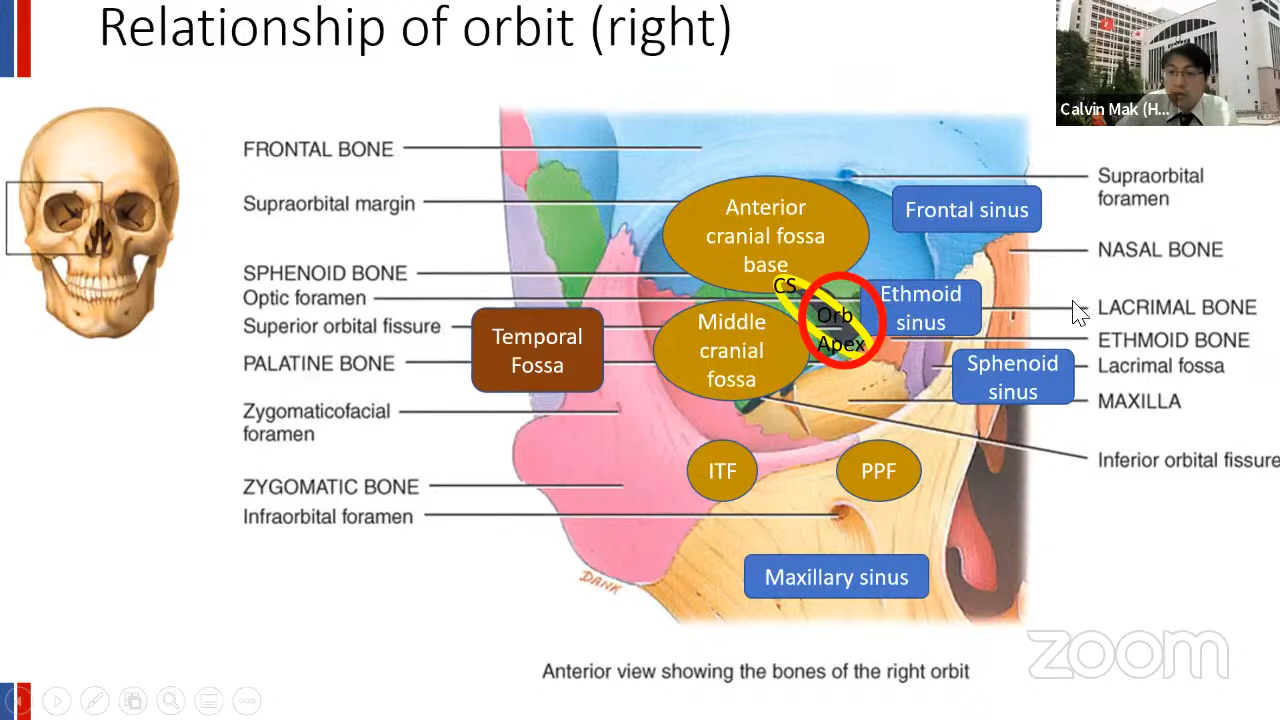 Relationship of orbit (right)
Calvin Mak (H...
FRONTAL BONE
Supraorbital margin
SPHENOID BONE
Optic foramen
Superior orbital fissure
PALATINE BONE
Zygomaticofacial
foramen
ZYGOMATIC BONE
Infraorbital foramen
Temporal
Fossa
Anterior
cranial fossa
base
CS
Orb
Apex
Middle
cranial
fossa
ITF
PPF
Frontal sinus
Ethmoid
sinus
Sphenoid
sinus
Maxillary sinus
DANK
Supraorbital
foramen
NASAL BONE
LACRIMAL BONE
ETHMOID BONE
Lacrimal fossa
MAXILLA
Inferior orbital fissure
Anterior view showing the bones of the right orbit
zoom